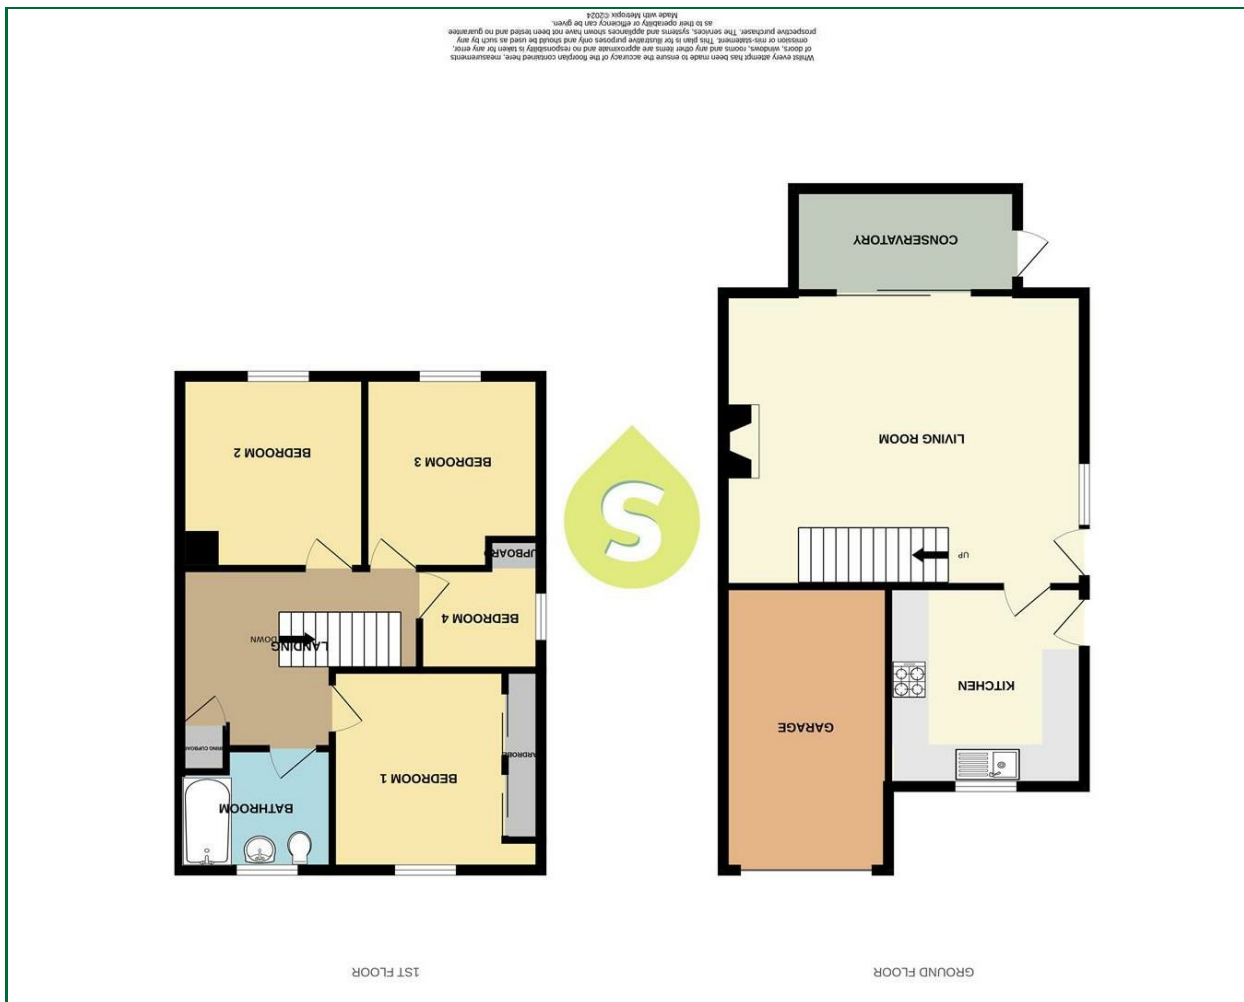 GROUND FLOOR
1ST FLOOR
GARAGE
KITCHEN
UP
LIVING ROOM
CONSERVATORY
BATHROOM
BEDROOM 1
WARDROBE
LANDING
DOWN
BEDROOM 4
CUPBOARD
BEDROOM 3
BEDROOM 2
S
Whilst every attempt has been made to ensure the accuracy of the floorplan contained here, measurements
of doors, windows, rooms and any other items are approximate and no responsibility is taken for any error,
omission or mis-statement. This plan is for illustrative purposes only and should be used as such by any
prospective purchaser. The services, systems and appliances shown have not been tested and no guarantee
as to their operability or efficiency can be given.
Made with Metropix ©2024